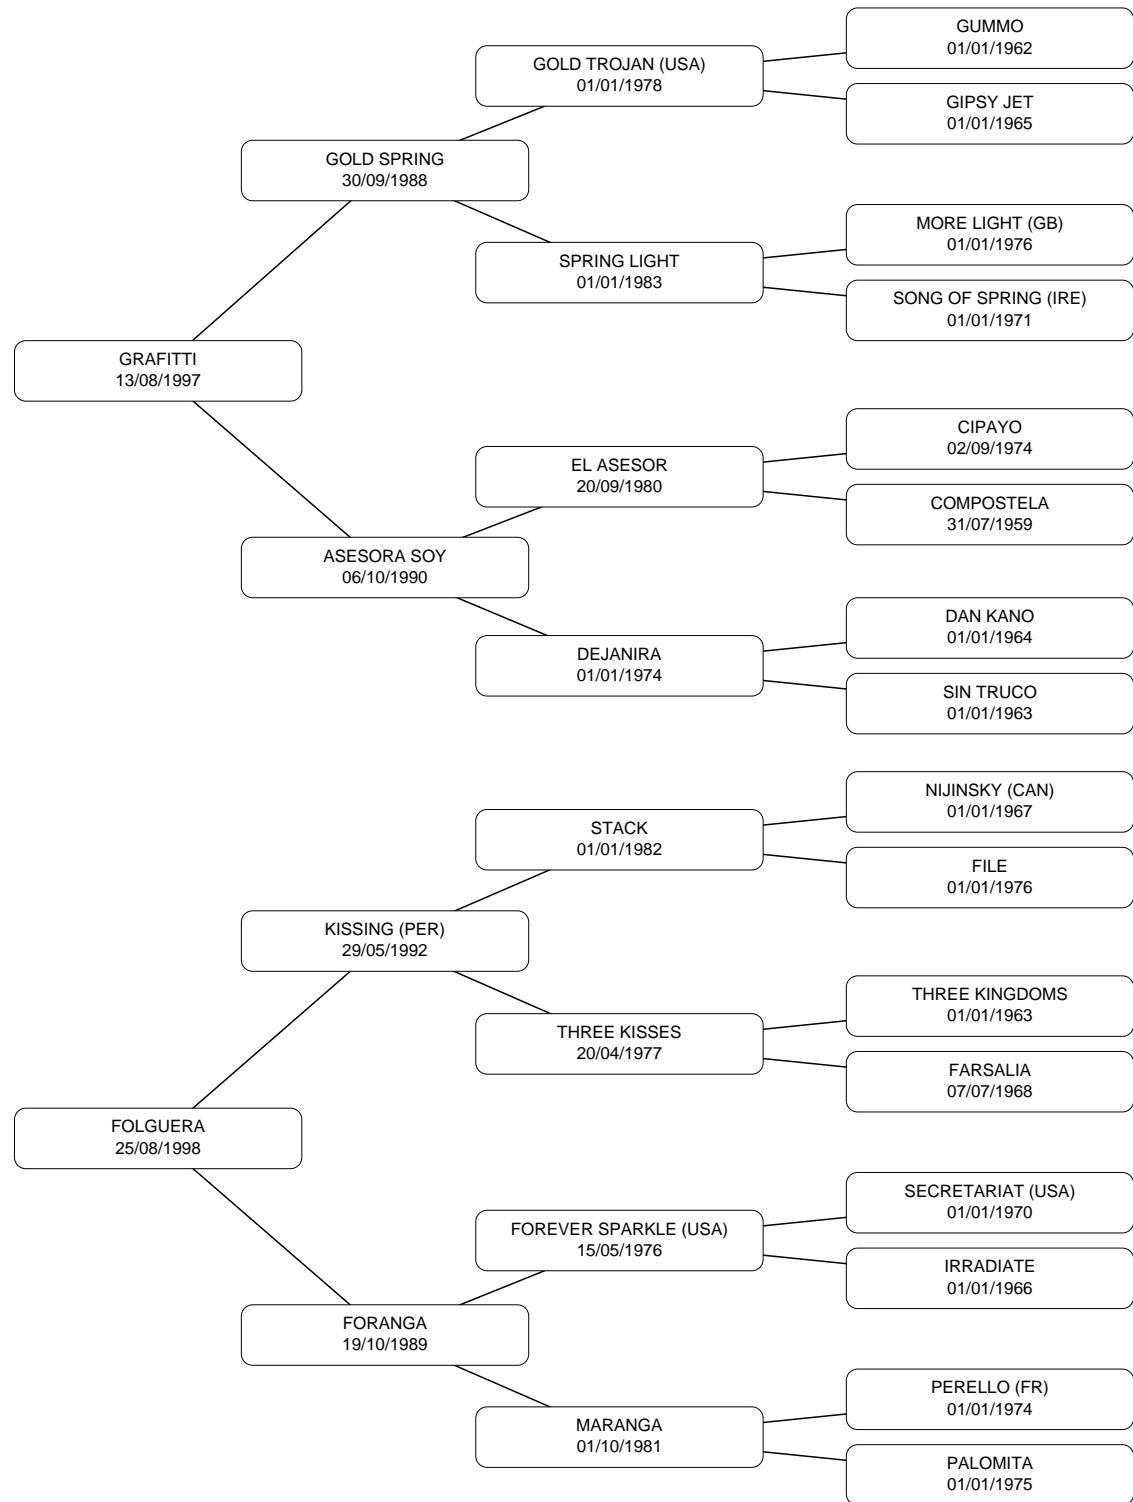 GUMMO
01/01/1962
GOLD TROJAN (USA)
01/01/1978
GIPSY JET
01/01/1965
GOLD SPRING
30/09/1988
MORE LIGHT (GB)
01/01/1976
SPRING LIGHT
01/01/1983
SONG OF SPRING (IRE)
01/01/1971
GRAFITTI
13/08/1997
CIPAYO
02/09/1974
EL ASESOR
20/09/1980
COMPOSTELA
31/07/1959
ASESORA SOY
06/10/1990
DAN KANO
01/01/1964
DEJANIRA
01/01/1974
SIN TRUCO
01/01/1963
NIJINSKY (CAN)
01/01/1967
STACK
01/01/1982
FILE
01/01/1976
KISSING (PER)
29/05/1992
THREE KINGDOMS
01/01/1963
THREE KISSES
20/04/1977
FARSALIA
07/07/1968
FOLGUERA
25/08/1998
SECRETARIAT (USA)
01/01/1970
FOREVER SPARKLE (USA)
15/05/1976
IRRADIATE
01/01/1966
FORANGA
19/10/1989
PERELLO (FR)
01/01/1974
MARANGA
01/10/1981
PALOMITA
01/01/1975